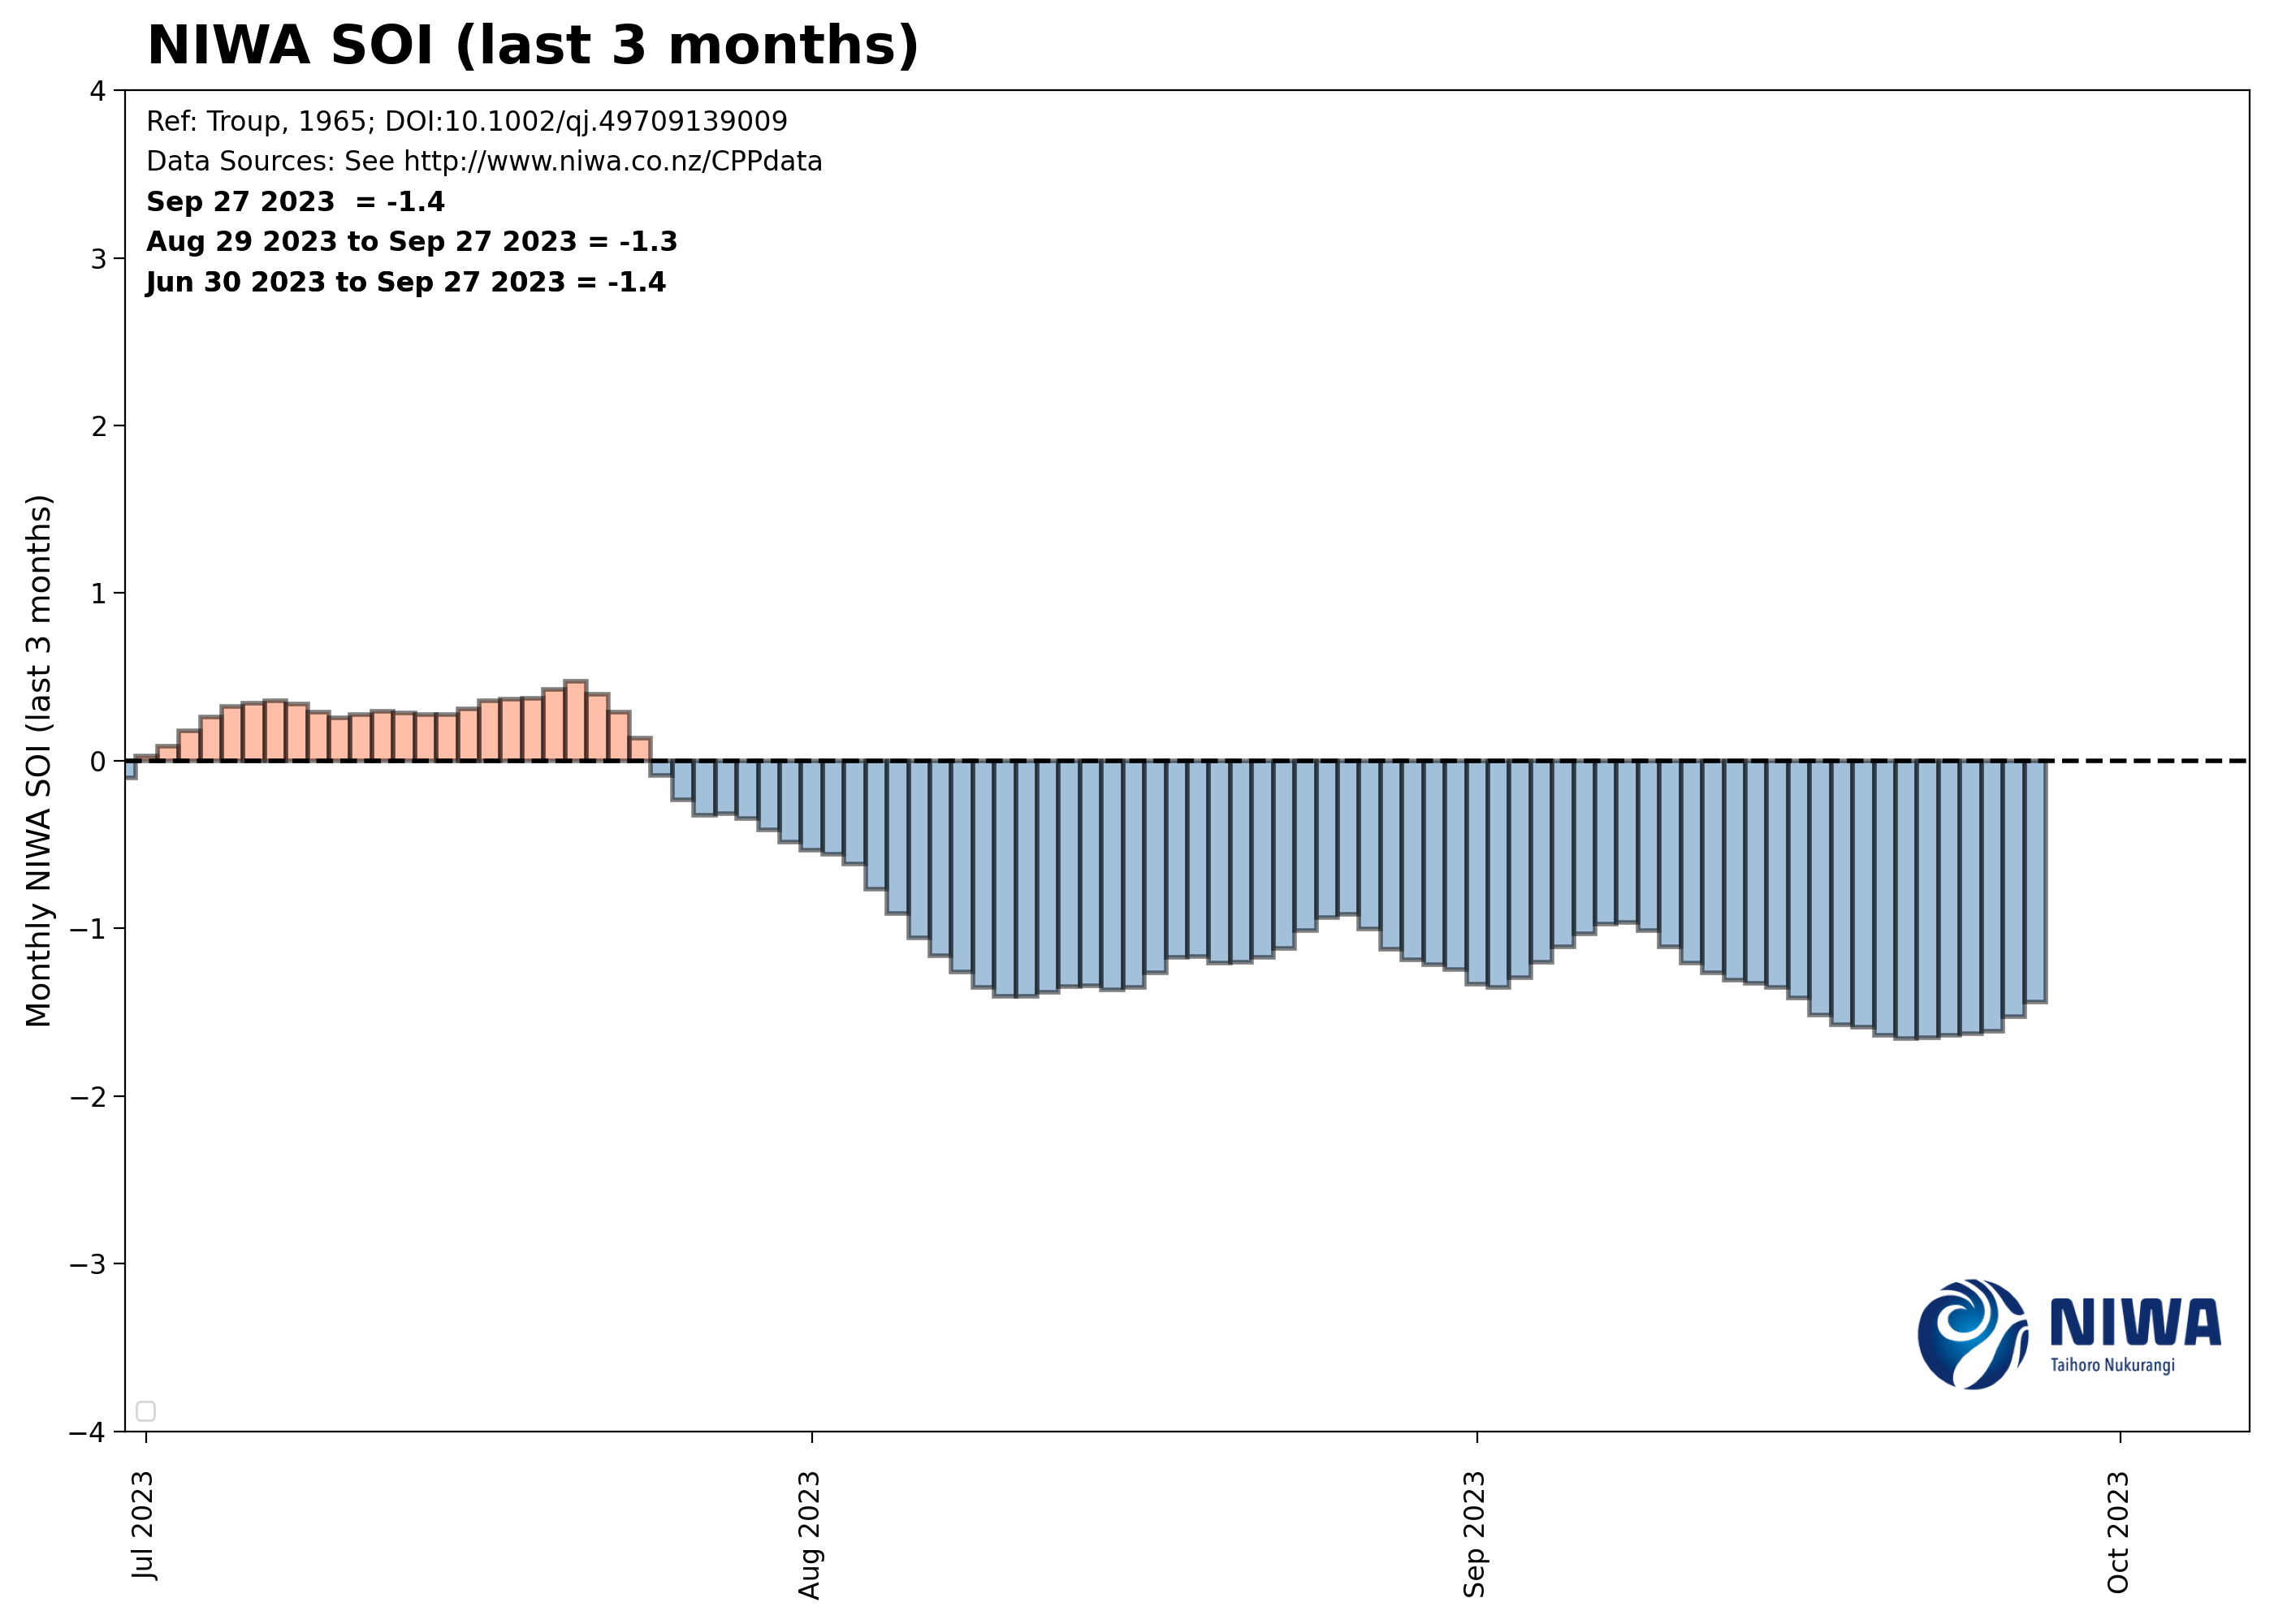 NIWA SOI (last 3 months)
Ref: Troup, 1965; DOI:10.1002/qj.49709139009
Data Sources: See http://www.niwa.co.nz/CPPdata
Sep 27 2023  = -1.4
Aug 29 2023 to Sep 27 2023 = -1.3
Jun 30 2023 to Sep 27 2023 = -1.4
Monthly NIWA SOI (last 3 months)
4
3
2
1
0
−1
−2
−3
−4
Jul 2023
Aug 2023
Sep 2023
Oct 2023
NIWA
Taihoro Nukurangi